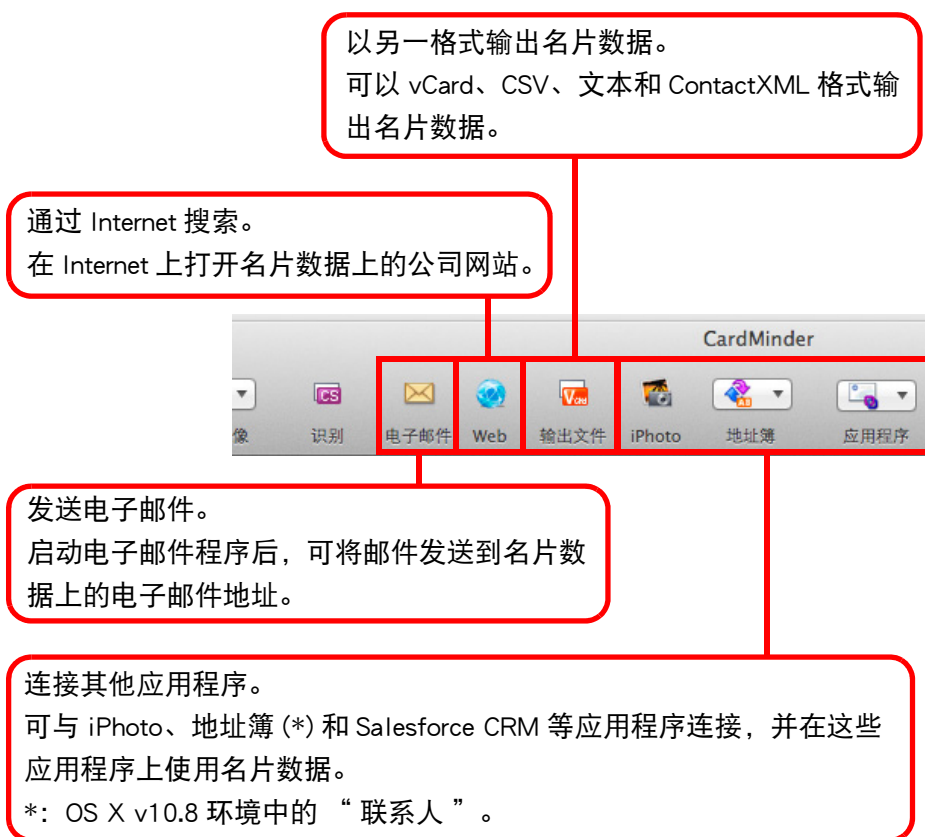 以另一格式输出名片数据。
可以 vCard、CSV、文本和 ContactXML 格式输
出名片数据。
通过 Internet 搜索。
在 Internet 上打开名片数据上的公司网站。
CardMinder
像 识别 电子邮件 Web 输出文件 iPhoto 地址簿 应用程序
发送电子邮件。
启动电子邮件程序后，可将邮件发送到名片数
据上的电子邮件地址。
连接其他应用程序。
可与 iPhoto、地址簿 (*) 和 Salesforce CRM 等应用程序连接，并在这些
应用程序上使用名片数据。
*：OS X v10.8 环境中的 “ 联系人 ” 。